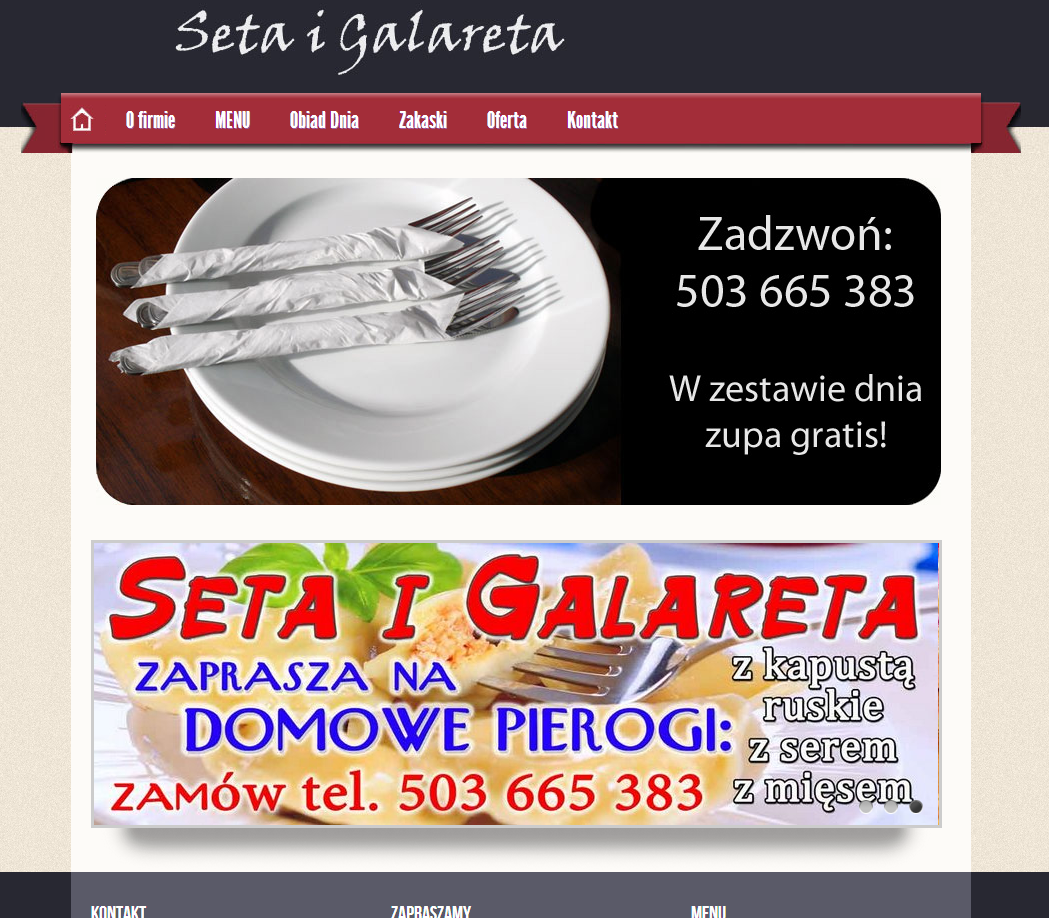 Seta i Galareta
O firmie MENU Obiad Dnia Zakaski Oferta Kontakt
Zadzwoń:
503 665 383
W zestawie dnia
zupa gratis!
SETA I GALARETA
ZAPRASZA NA
DOMOWE PIEROGI:
ZAMÓW tel. 503 665 383
z kapustą
ruskie
z serem
z mięsem
KONTAKT ZAPRASZAMY MENU